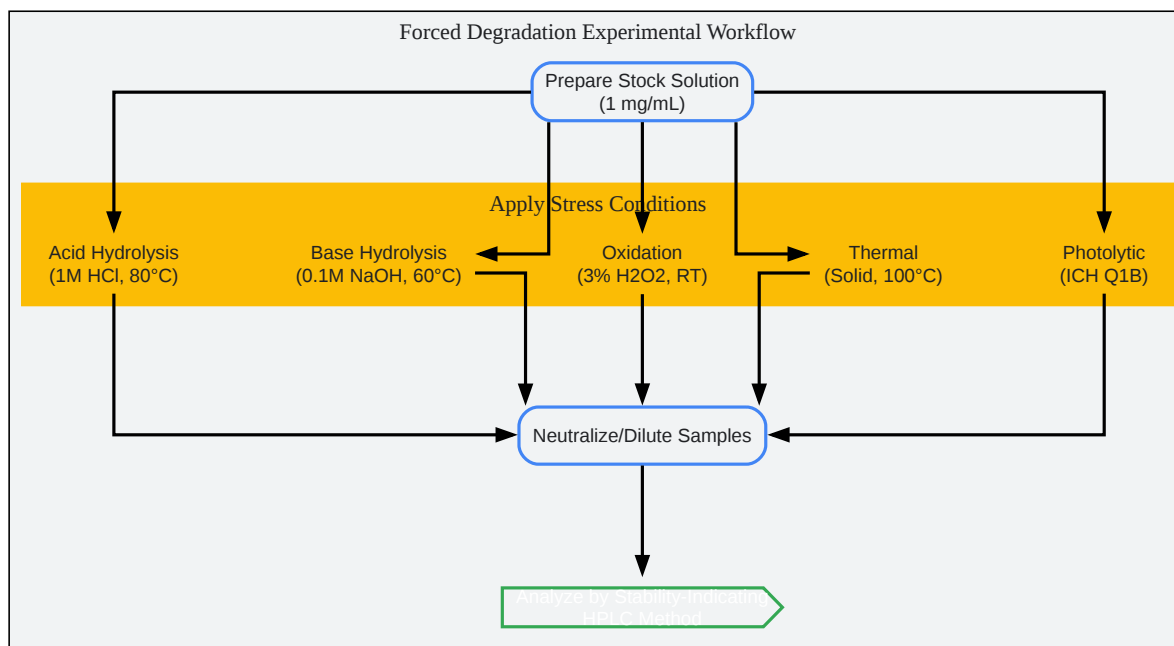 Forced Degradation Experimental Workflow
Prepare Stock Solution
(1 mg/mL)
Apply Stress Conditions
Acid Hydrolysis
(1M HCl, 80°C)
Base Hydrolysis
(0.1M NaOH, 60°C)
Oxidation
(3% H2O2, RT)
Thermal
(Solid, 100°C)
Photolytic
(ICH Q1B)
Neutralize/Dilute Samples
Analyze by Stability-Indicating
HPLC Method